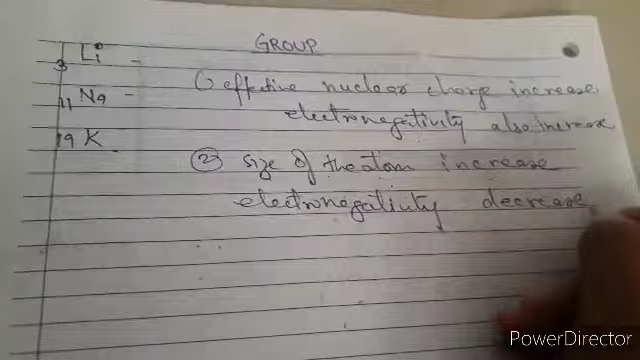 GROUP
3 Li -
① effective nuclear charge increase
11 Na -
electronegativity also increase
19 K -
② size of the atom increase
electronegativity decrease
PowerDirector